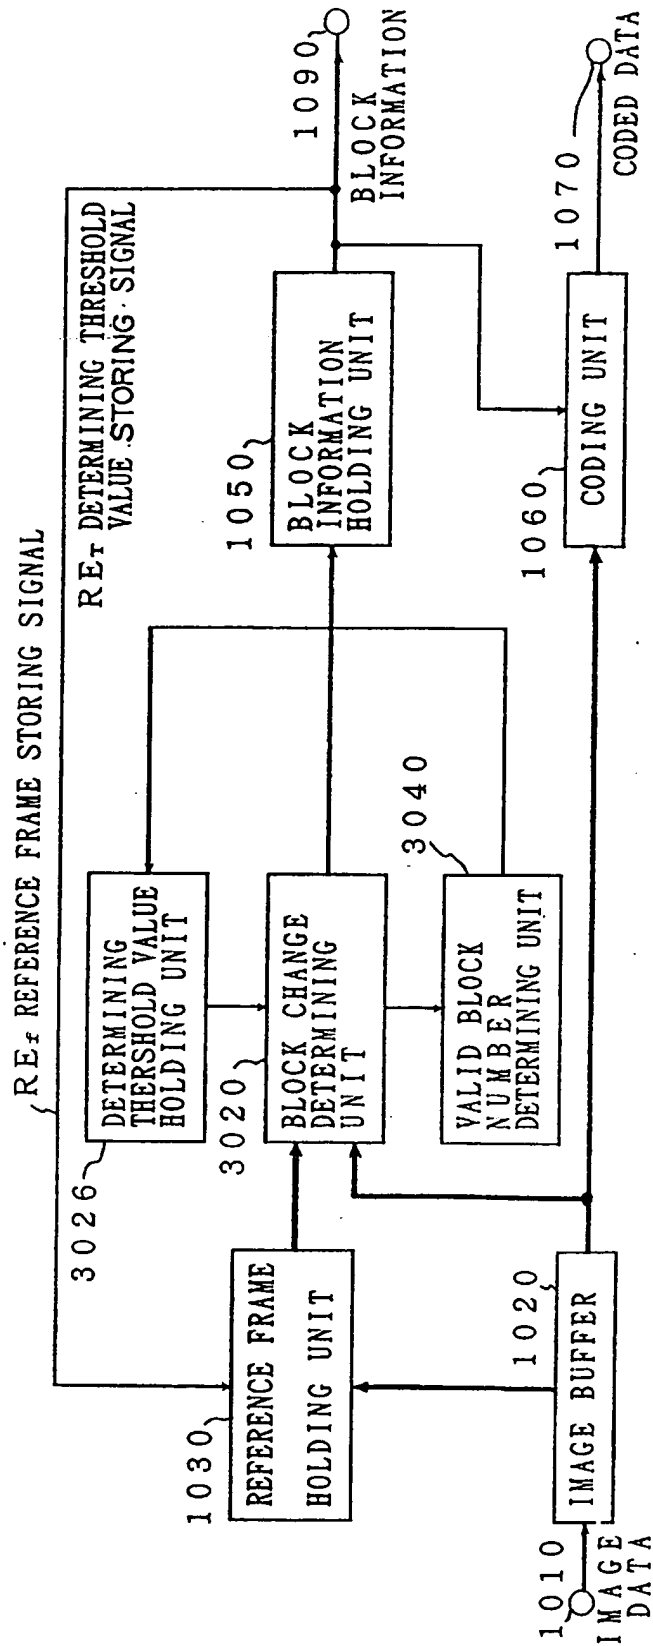 REf REFERENCE FRAME STORING SIGNAL
RET DETERMINING THRESHOLD
VALUE STORING SIGNAL
3026
DETERMINING
THERSHOLD VALUE
HOLDING UNIT
1030
REFERENCE FRAME
HOLDING UNIT
3020
BLOCK CHANGE
DETERMINING
UNIT
1050
BLOCK
INFORMATION
HOLDING UNIT
1090
BLOCK
INFORMATION
3040
VALID BLOCK
NUMBER
DETERMINING UNIT
1010
IMAGE
DATA
1020
IMAGE BUFFER
1060
CODING UNIT
1070
CODED DATA